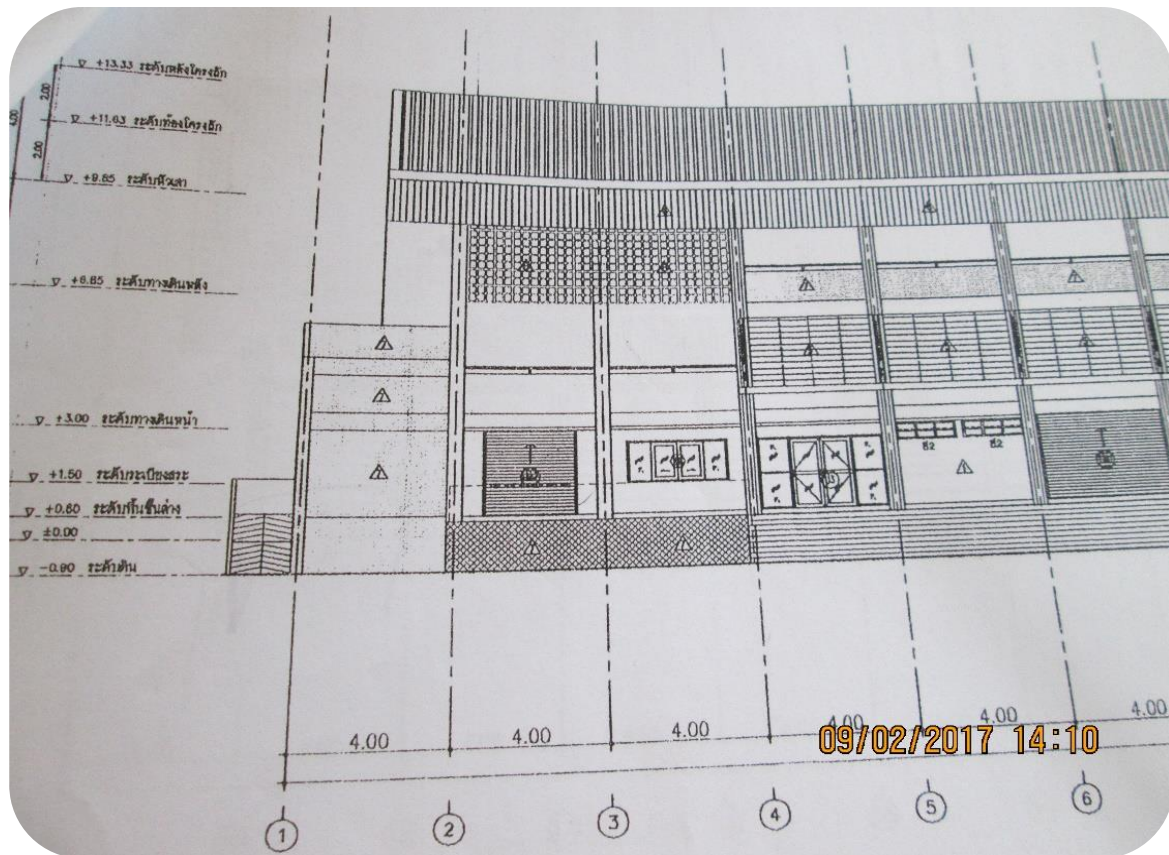 +13.33 ระดับหลังโครงถัก
+11.63 ระดับท้องโครงถัก
+9.85 ระดับหัวเสา
+6.85 ระดับทางเดินหลัง
+3.00 ระดับทางเดินหน้า
+1.50 ระดับระเบียงสระ
+0.60 ระดับพื้นชั้นล่าง
±0.00
-0.90 ระดับดิน
4.00
2.00
2.00
4.00
4.00
4.00
4.00
4.00
4.00
09/02/2017 14:10
1
2
3
4
5
6